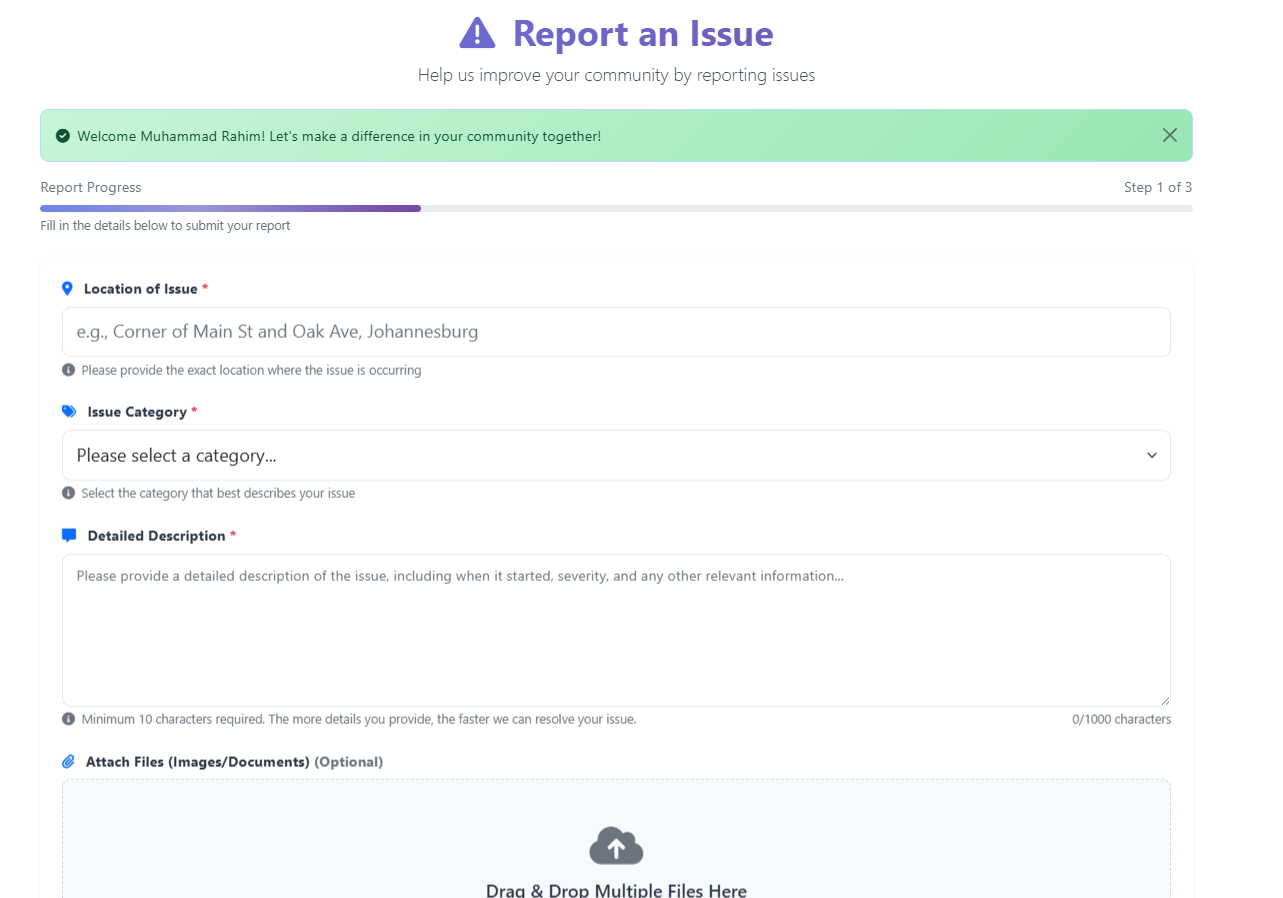 Report an Issue
Help us improve your community by reporting issues
Welcome Muhammad Rahim! Let's make a difference in your community together!
Report Progress
Step 1 of 3
Fill in the details below to submit your report
Location of Issue *
e.g., Corner of Main St and Oak Ave, Johannesburg
Please provide the exact location where the issue is occurring
Issue Category *
Please select a category...
Select the category that best describes your issue
Detailed Description *
Please provide a detailed description of the issue, including when it started, severity, and any other relevant information...
Minimum 10 characters required. The more details you provide, the faster we can resolve your issue.
0/1000 characters
Attach Files (Images/Documents) (Optional)
Drag & Drop Multiple Files Here